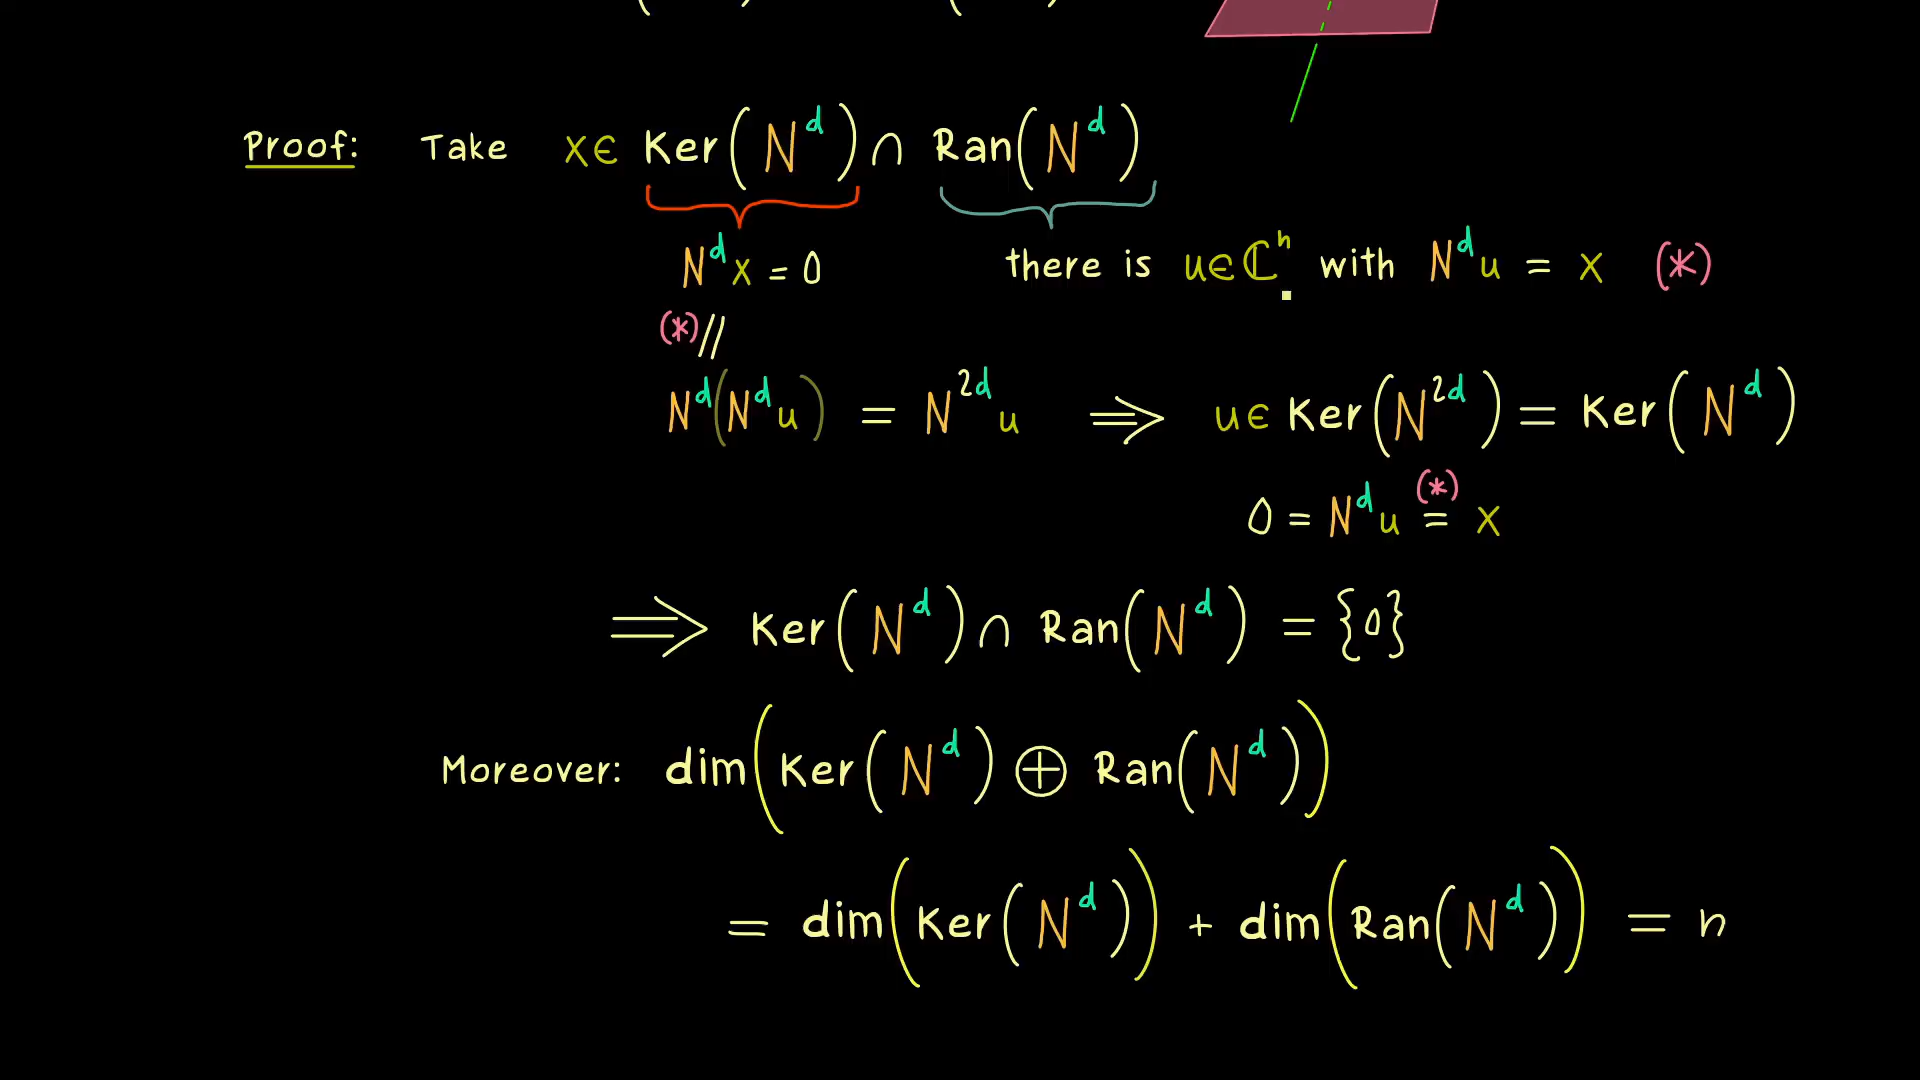 Proof: Take x∈ Ker(N^d) ∩ Ran(N^d)
N^d x = 0 there is u∈ℂ^n with N^d u = x (*)
(*) //
N^d(N^d u) = N^2d u ⟹ u∈ Ker(N^2d) = Ker(N^d)
0 = N^d u (*)= x
⟹ Ker(N^d) ∩ Ran(N^d) = {0}
Moreover: dim(Ker(N^d) ⊕ Ran(N^d))
= dim(Ker(N^d)) + dim(Ran(N^d)) = n